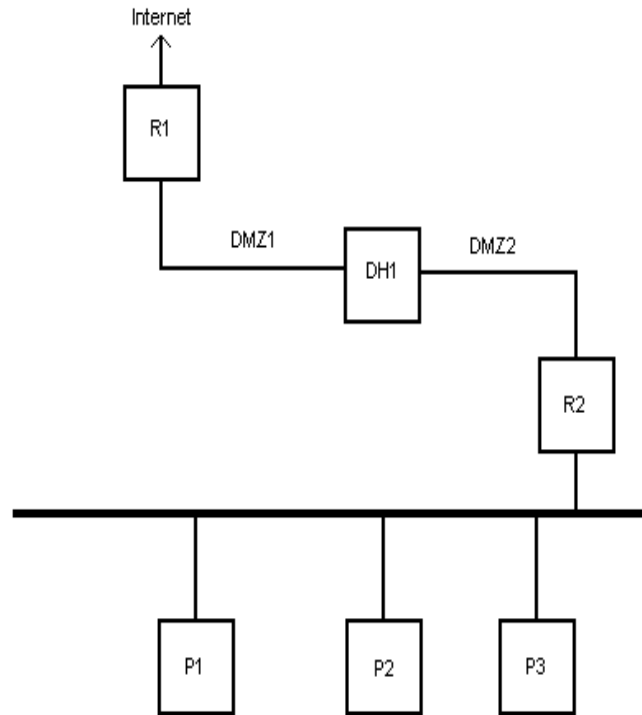 Internet
R1
DMZ1
DH1
DMZ2
R2
P1
P2
P3